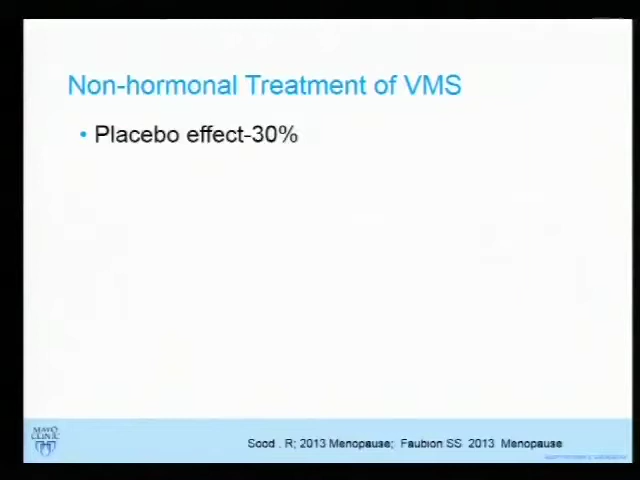 Non-hormonal Treatment of VMS
• Placebo effect-30%
MAYO
CLINIC
Sood . R; 2013 Menopause; Faubion SS 2013 Menopause